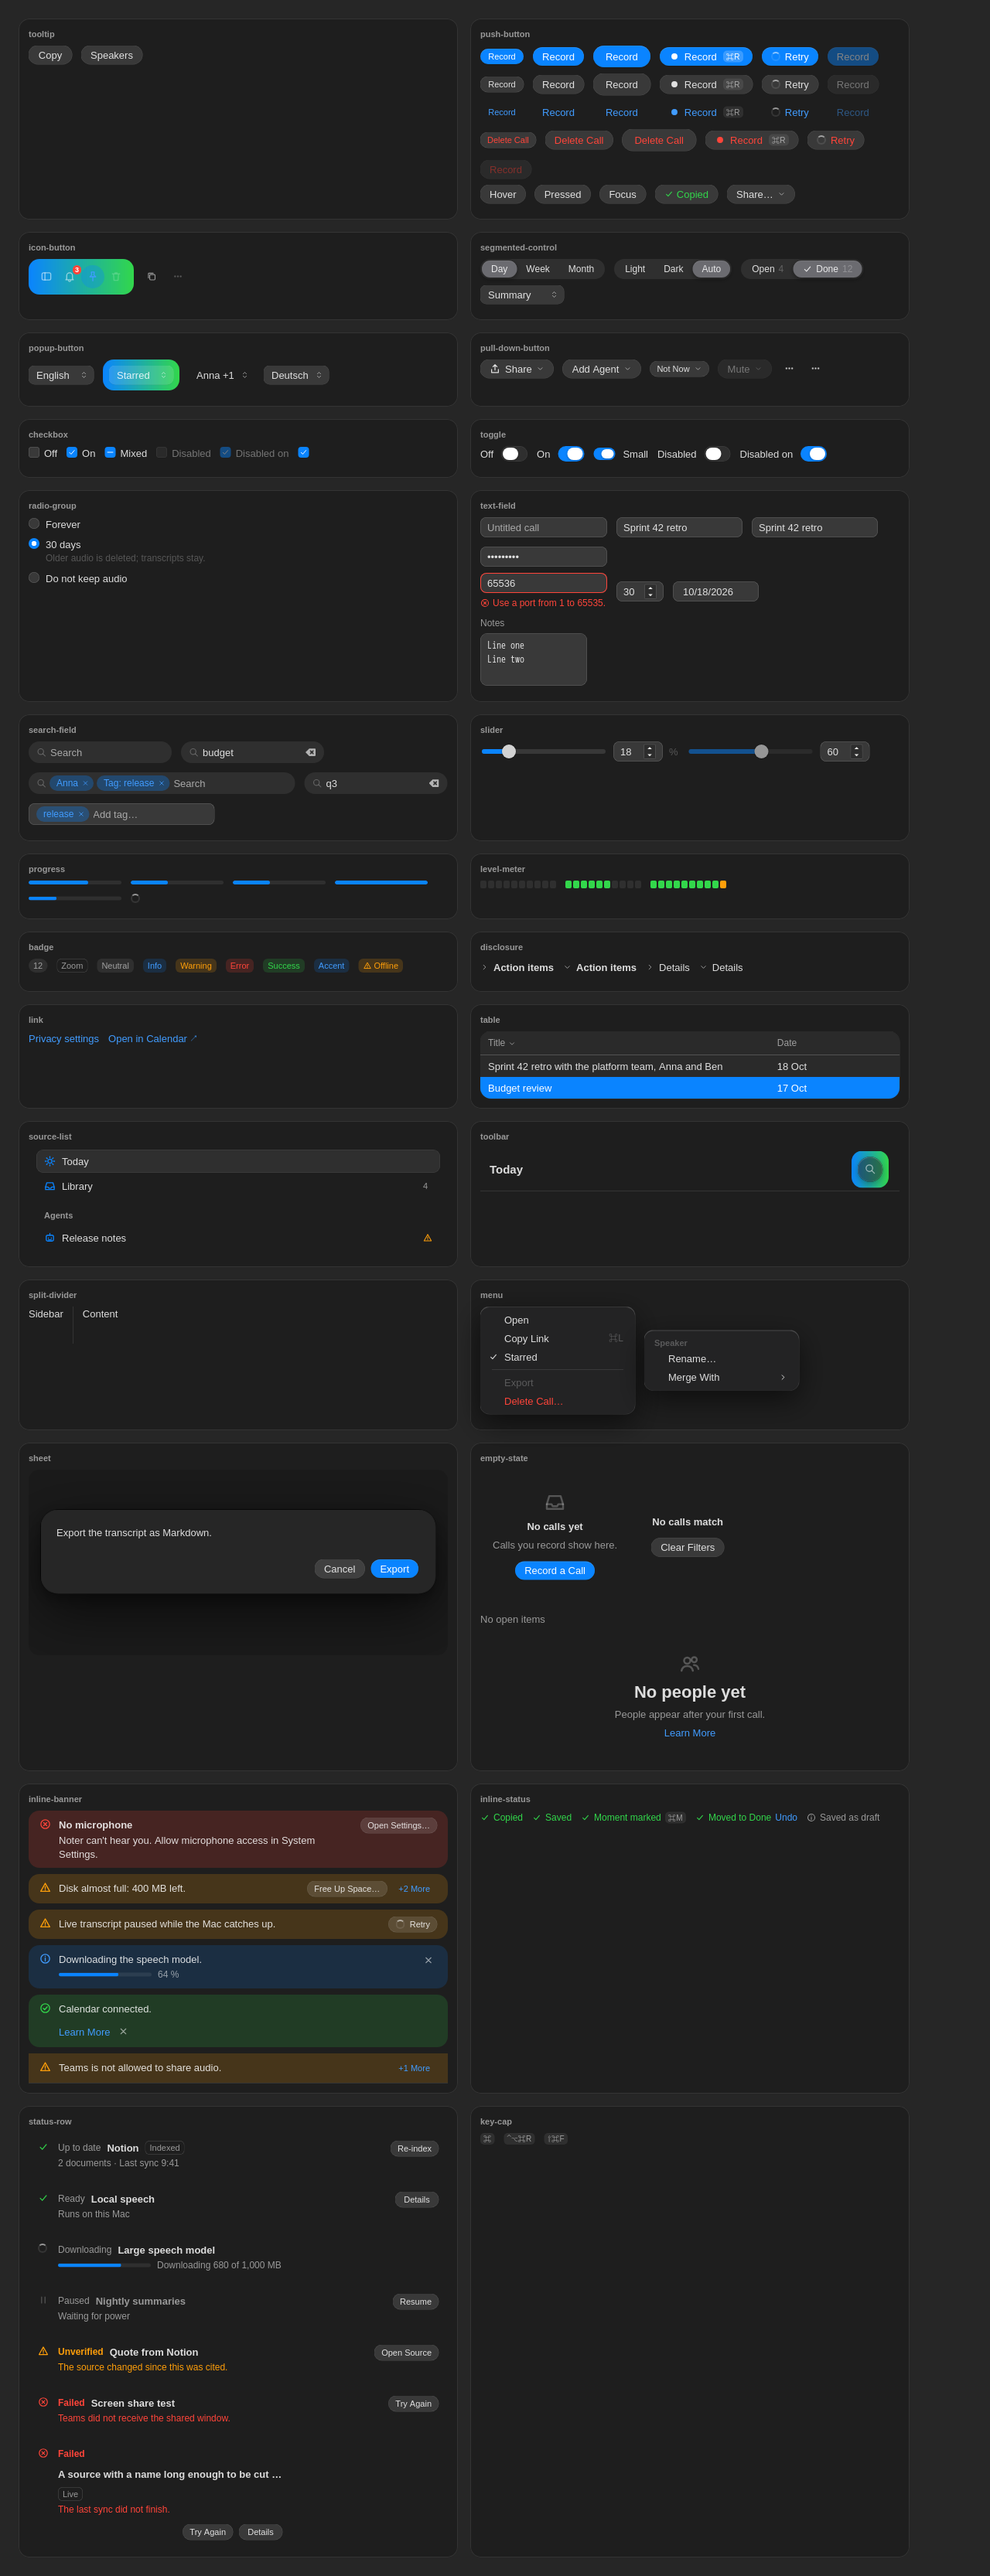 tooltip
Copy Speakers
push-button
Record Record Record Record ⌘R Retry Record
Record Record Record Record ⌘R Retry Record
Record Record Record Record ⌘R Retry Record
Delete Call Delete Call Delete Call Record ⌘R Retry
Record
Hover Pressed Focus Copied Share…
icon-button
3
segmented-control
Day Week Month Light Dark Auto Open 4 Done 12
Summary
popup-button
English Starred Anna +1 Deutsch
pull-down-button
Share Add Agent Not Now Mute
checkbox
Off On Mixed Disabled Disabled on
toggle
Off On Small Disabled Disabled on
radio-group
Forever
30 days
Older audio is deleted; transcripts stay.
Do not keep audio
text-field
Untitled call Sprint 42 retro Sprint 42 retro
•••••••••
65536
Use a port from 1 to 65535.
30 10/18/2026
Notes
Line one
Line two
search-field
Search budget
Anna × Tag: release × Search q3
release × Add tag…
slider
18 % 60
progress
level-meter
badge
12 Zoom Neutral Info Warning Error Success Accent Offline
disclosure
Action items Action items Details Details
link
Privacy settings Open in Calendar ↗
table
Title Date
Sprint 42 retro with the platform team, Anna and Ben 18 Oct
Budget review 17 Oct
source-list
Today
Library 4
Agents
Release notes
toolbar
Today
split-divider
Sidebar Content
menu
Open
Copy Link ⌘L
Starred
Export
Delete Call…
Speaker
Rename…
Merge With
sheet
Export the transcript as Markdown.
Cancel Export
empty-state
No calls yet
Calls you record show here.
Record a Call
No calls match
Clear Filters
No open items
No people yet
People appear after your first call.
Learn More
inline-banner
No microphone Open Settings…
Noter can't hear you. Allow microphone access in System
Settings.
Disk almost full: 400 MB left. Free Up Space… +2 More
Live transcript paused while the Mac catches up. Retry
Downloading the speech model.
64 %
Calendar connected.
Learn More
Teams is not allowed to share audio. +1 More
inline-status
Copied Saved Moment marked ⌘M Moved to Done Undo Saved as draft
status-row
Up to date Notion Indexed Re-index
2 documents · Last sync 9:41
Ready Local speech Details
Runs on this Mac
Downloading Large speech model
Downloading 680 of 1,000 MB
Paused Nightly summaries Resume
Waiting for power
Unverified Quote from Notion Open Source
The source changed since this was cited.
Failed Screen share test Try Again
Teams did not receive the shared window.
Failed
A source with a name long enough to be cut …
Live
The last sync did not finish.
Try Again Details
key-cap
⌘ ⌃⌥⌘R ⇧⌘F